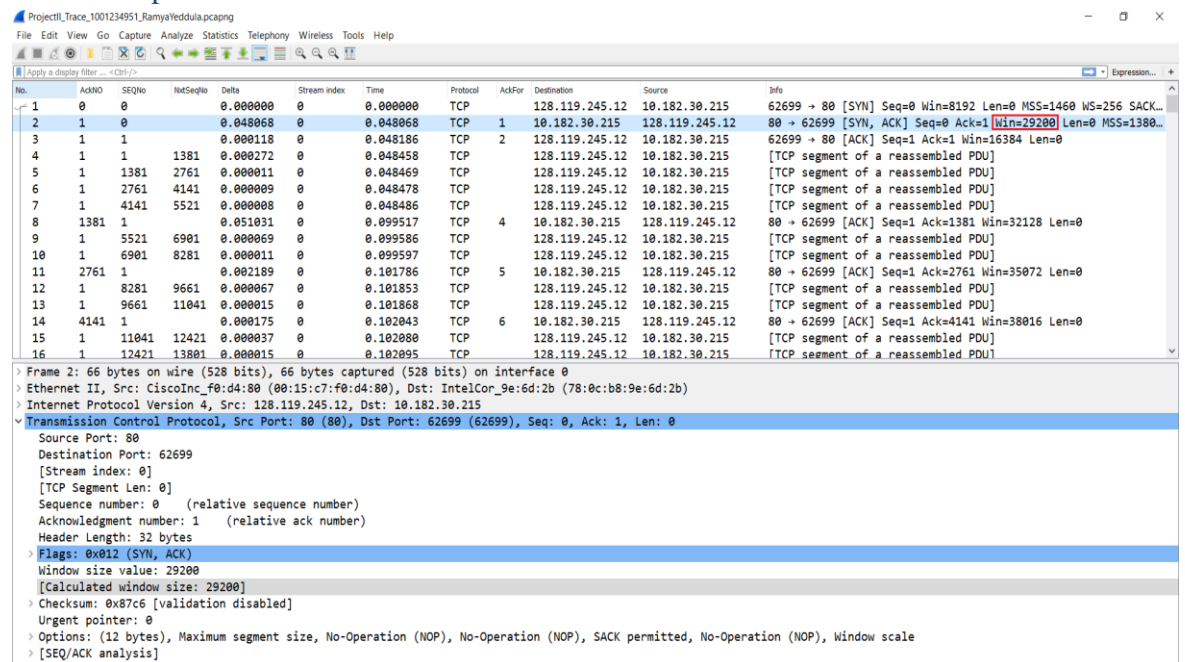 ProjectII_Trace_1001234951_RamyaYeddula.pcapng
File Edit View Go Capture Analyze Statistics Telephony Wireless Tools Help
Apply a display filter ... <Ctrl-/> Expression... +
No. AckNO SEQNo NxtSeqNo Delta Stream index Time Protocol AckFor Destination Source Info
1 0 0 0.000000 0 0.000000 TCP 128.119.245.12 10.182.30.215 62699 → 80 [SYN] Seq=0 Win=8192 Len=0 MSS=1460 WS=256 SACK…
2 1 0 0.048068 0 0.048068 TCP 1 10.182.30.215 128.119.245.12 80 → 62699 [SYN, ACK] Seq=0 Ack=1 Win=29200 Len=0 MSS=1380…
3 1 1 0.000118 0 0.048186 TCP 2 128.119.245.12 10.182.30.215 62699 → 80 [ACK] Seq=1 Ack=1 Win=16384 Len=0
4 1 1 1381 0.000272 0 0.048458 TCP 128.119.245.12 10.182.30.215 [TCP segment of a reassembled PDU]
5 1 1381 2761 0.000011 0 0.048469 TCP 128.119.245.12 10.182.30.215 [TCP segment of a reassembled PDU]
6 1 2761 4141 0.000009 0 0.048478 TCP 128.119.245.12 10.182.30.215 [TCP segment of a reassembled PDU]
7 1 4141 5521 0.000008 0 0.048486 TCP 128.119.245.12 10.182.30.215 [TCP segment of a reassembled PDU]
8 1381 1 0.051031 0 0.099517 TCP 4 10.182.30.215 128.119.245.12 80 → 62699 [ACK] Seq=1 Ack=1381 Win=32128 Len=0
9 1 5521 6901 0.000069 0 0.099586 TCP 128.119.245.12 10.182.30.215 [TCP segment of a reassembled PDU]
10 1 6901 8281 0.000011 0 0.099597 TCP 128.119.245.12 10.182.30.215 [TCP segment of a reassembled PDU]
11 2761 1 0.002189 0 0.101786 TCP 5 10.182.30.215 128.119.245.12 80 → 62699 [ACK] Seq=1 Ack=2761 Win=35072 Len=0
12 1 8281 9661 0.000067 0 0.101853 TCP 128.119.245.12 10.182.30.215 [TCP segment of a reassembled PDU]
13 1 9661 11041 0.000015 0 0.101868 TCP 128.119.245.12 10.182.30.215 [TCP segment of a reassembled PDU]
14 4141 1 0.000175 0 0.102043 TCP 6 10.182.30.215 128.119.245.12 80 → 62699 [ACK] Seq=1 Ack=4141 Win=38016 Len=0
15 1 11041 12421 0.000037 0 0.102080 TCP 128.119.245.12 10.182.30.215 [TCP segment of a reassembled PDU]
16 1 12421 13801 0.000015 0 0.102095 TCP 128.119.245.12 10.182.30.215 [TCP segment of a reassembled PDU]
Frame 2: 66 bytes on wire (528 bits), 66 bytes captured (528 bits) on interface 0
Ethernet II, Src: CiscoInc_f0:d4:80 (00:15:c7:f0:d4:80), Dst: IntelCor_9e:6d:2b (78:0c:b8:9e:6d:2b)
Internet Protocol Version 4, Src: 128.119.245.12, Dst: 10.182.30.215
Transmission Control Protocol, Src Port: 80 (80), Dst Port: 62699 (62699), Seq: 0, Ack: 1, Len: 0
Source Port: 80
Destination Port: 62699
[Stream index: 0]
[TCP Segment Len: 0]
Sequence number: 0 (relative sequence number)
Acknowledgment number: 1 (relative ack number)
Header Length: 32 bytes
Flags: 0x012 (SYN, ACK)
Window size value: 29200
[Calculated window size: 29200]
Checksum: 0x87c6 [validation disabled]
Urgent pointer: 0
Options: (12 bytes), Maximum segment size, No-Operation (NOP), No-Operation (NOP), SACK permitted, No-Operation (NOP), Window scale
[SEQ/ACK analysis]